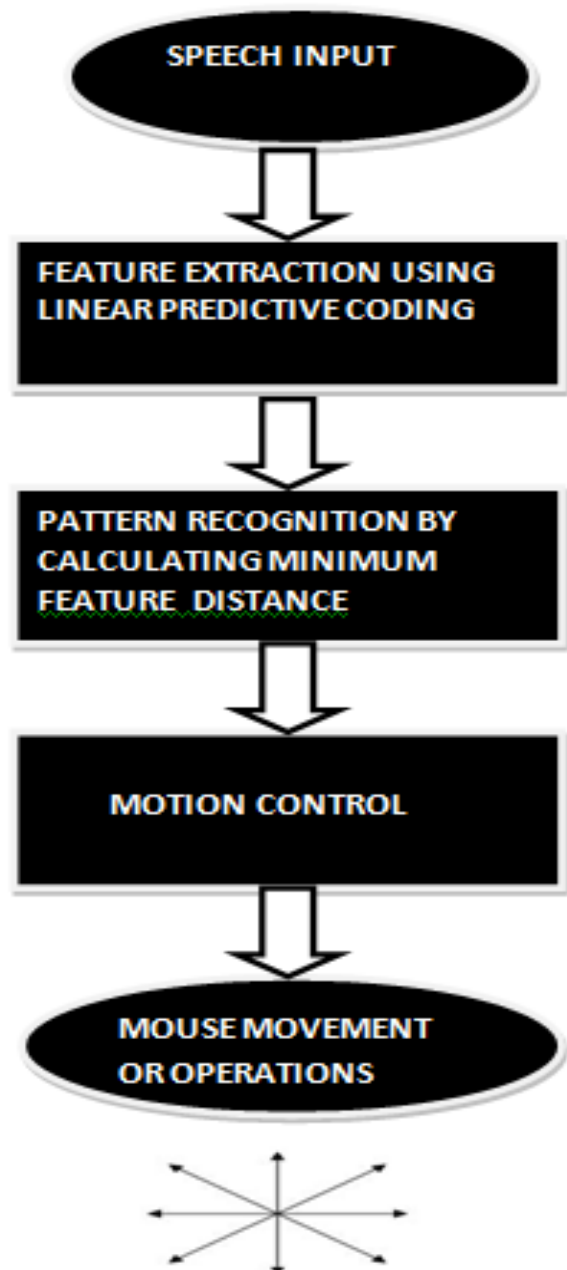 SPEECH INPUT
FEATURE EXTRACTION USING
LINEAR PREDICTIVE CODING
PATTERN RECOGNITION BY
CALCULATING MINIMUM
FEATURE DISTANCE
MOTION CONTROL
MOUSE MOVEMENT
OR OPERATIONS